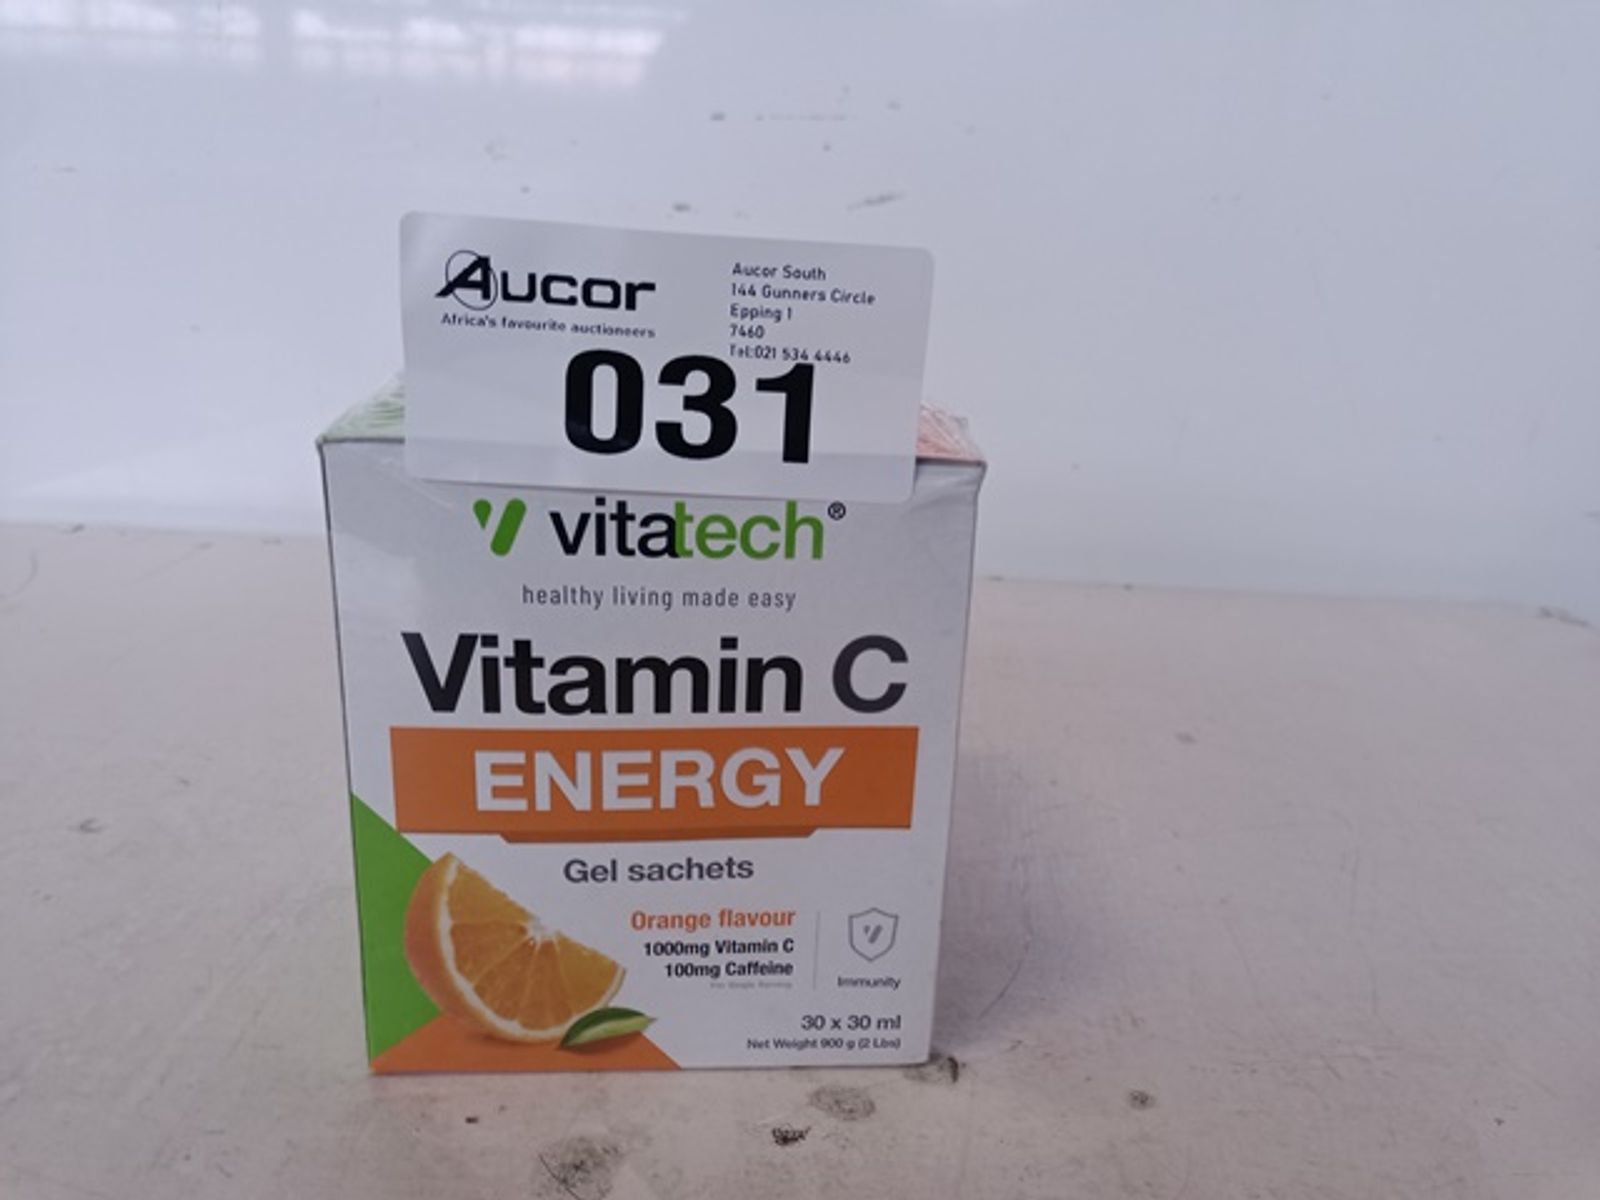 Aucor
Africa's favourite auctioneers
Aucor South
144 Gunners Circle
Epping 1
7460
Tel:021 534 4446
031
vitatech®
healthy living made easy
Vitamin C
ENERGY
Gel sachets
Orange flavour
1000mg Vitamin C
100mg Caffeine
Immunity
30 x 30 ml
Net Weight 900 g (2 Lbs)